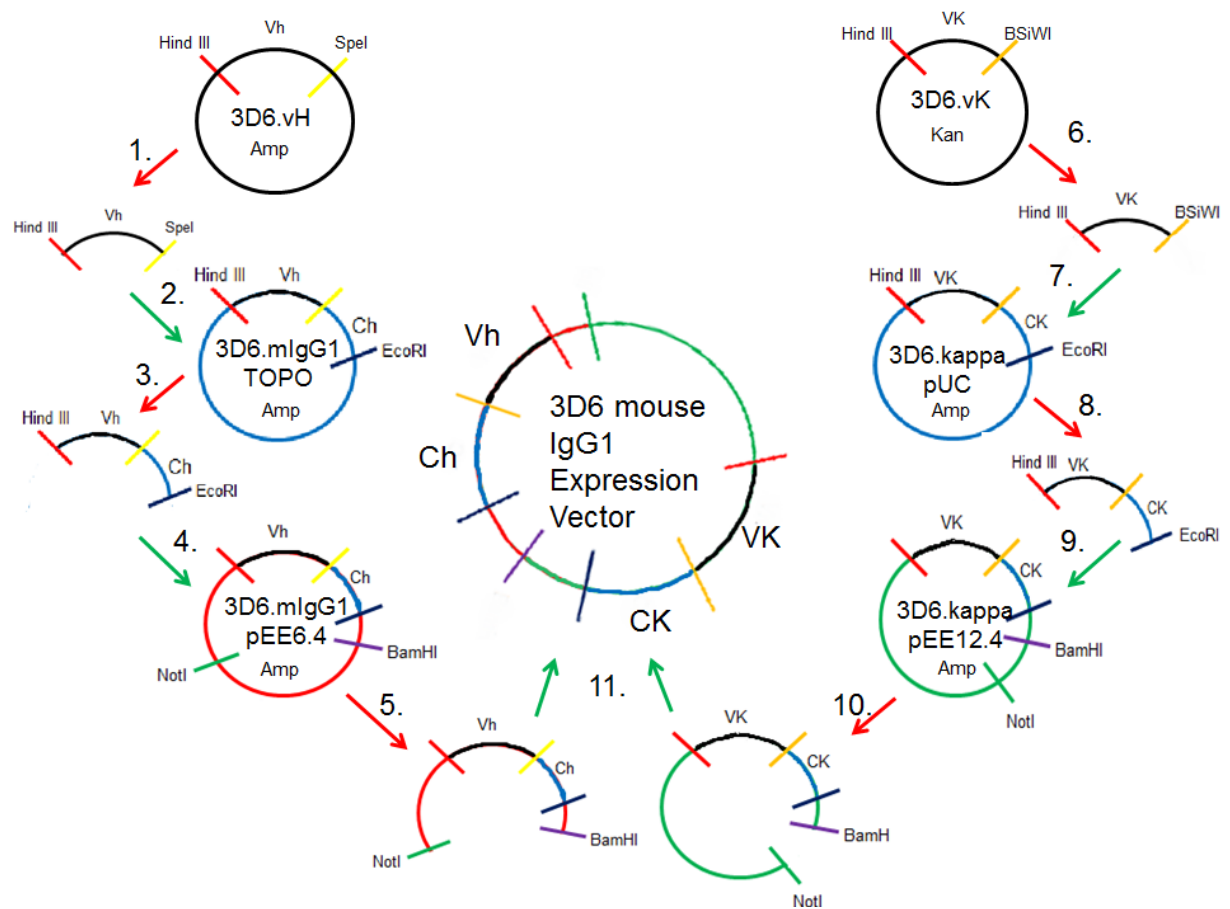 Vh
Hind III
SpeI
3D6.vH
Amp
1.
Hind III
Vh
SpeI
2.
Hind III
Vh
Ch
EcoRI
3D6.mIgG1
TOPO
Amp
3.
Hind III
Vh
Ch
EcoRI
4.
Vh
Ch
3D6.mIgG1
pEE6.4
Amp
BamHI
NotI
5.
Vh
Ch
BamHI
NotI
Vh
Ch
3D6 mouse
IgG1
Expression
Vector
VK
CK
11.
VK
Hind III
BSiWI
3D6.vK
Kan
6.
Hind III
VK
BSiWI
7.
Hind III
VK
CK
EcoRI
3D6.kappa
pUC
Amp
8.
Hind III
VK
CK
EcoRI
9.
VK
CK
3D6.kappa
pEE12.4
Amp
BamHI
NotI
10.
VK
CK
BamH
NotI